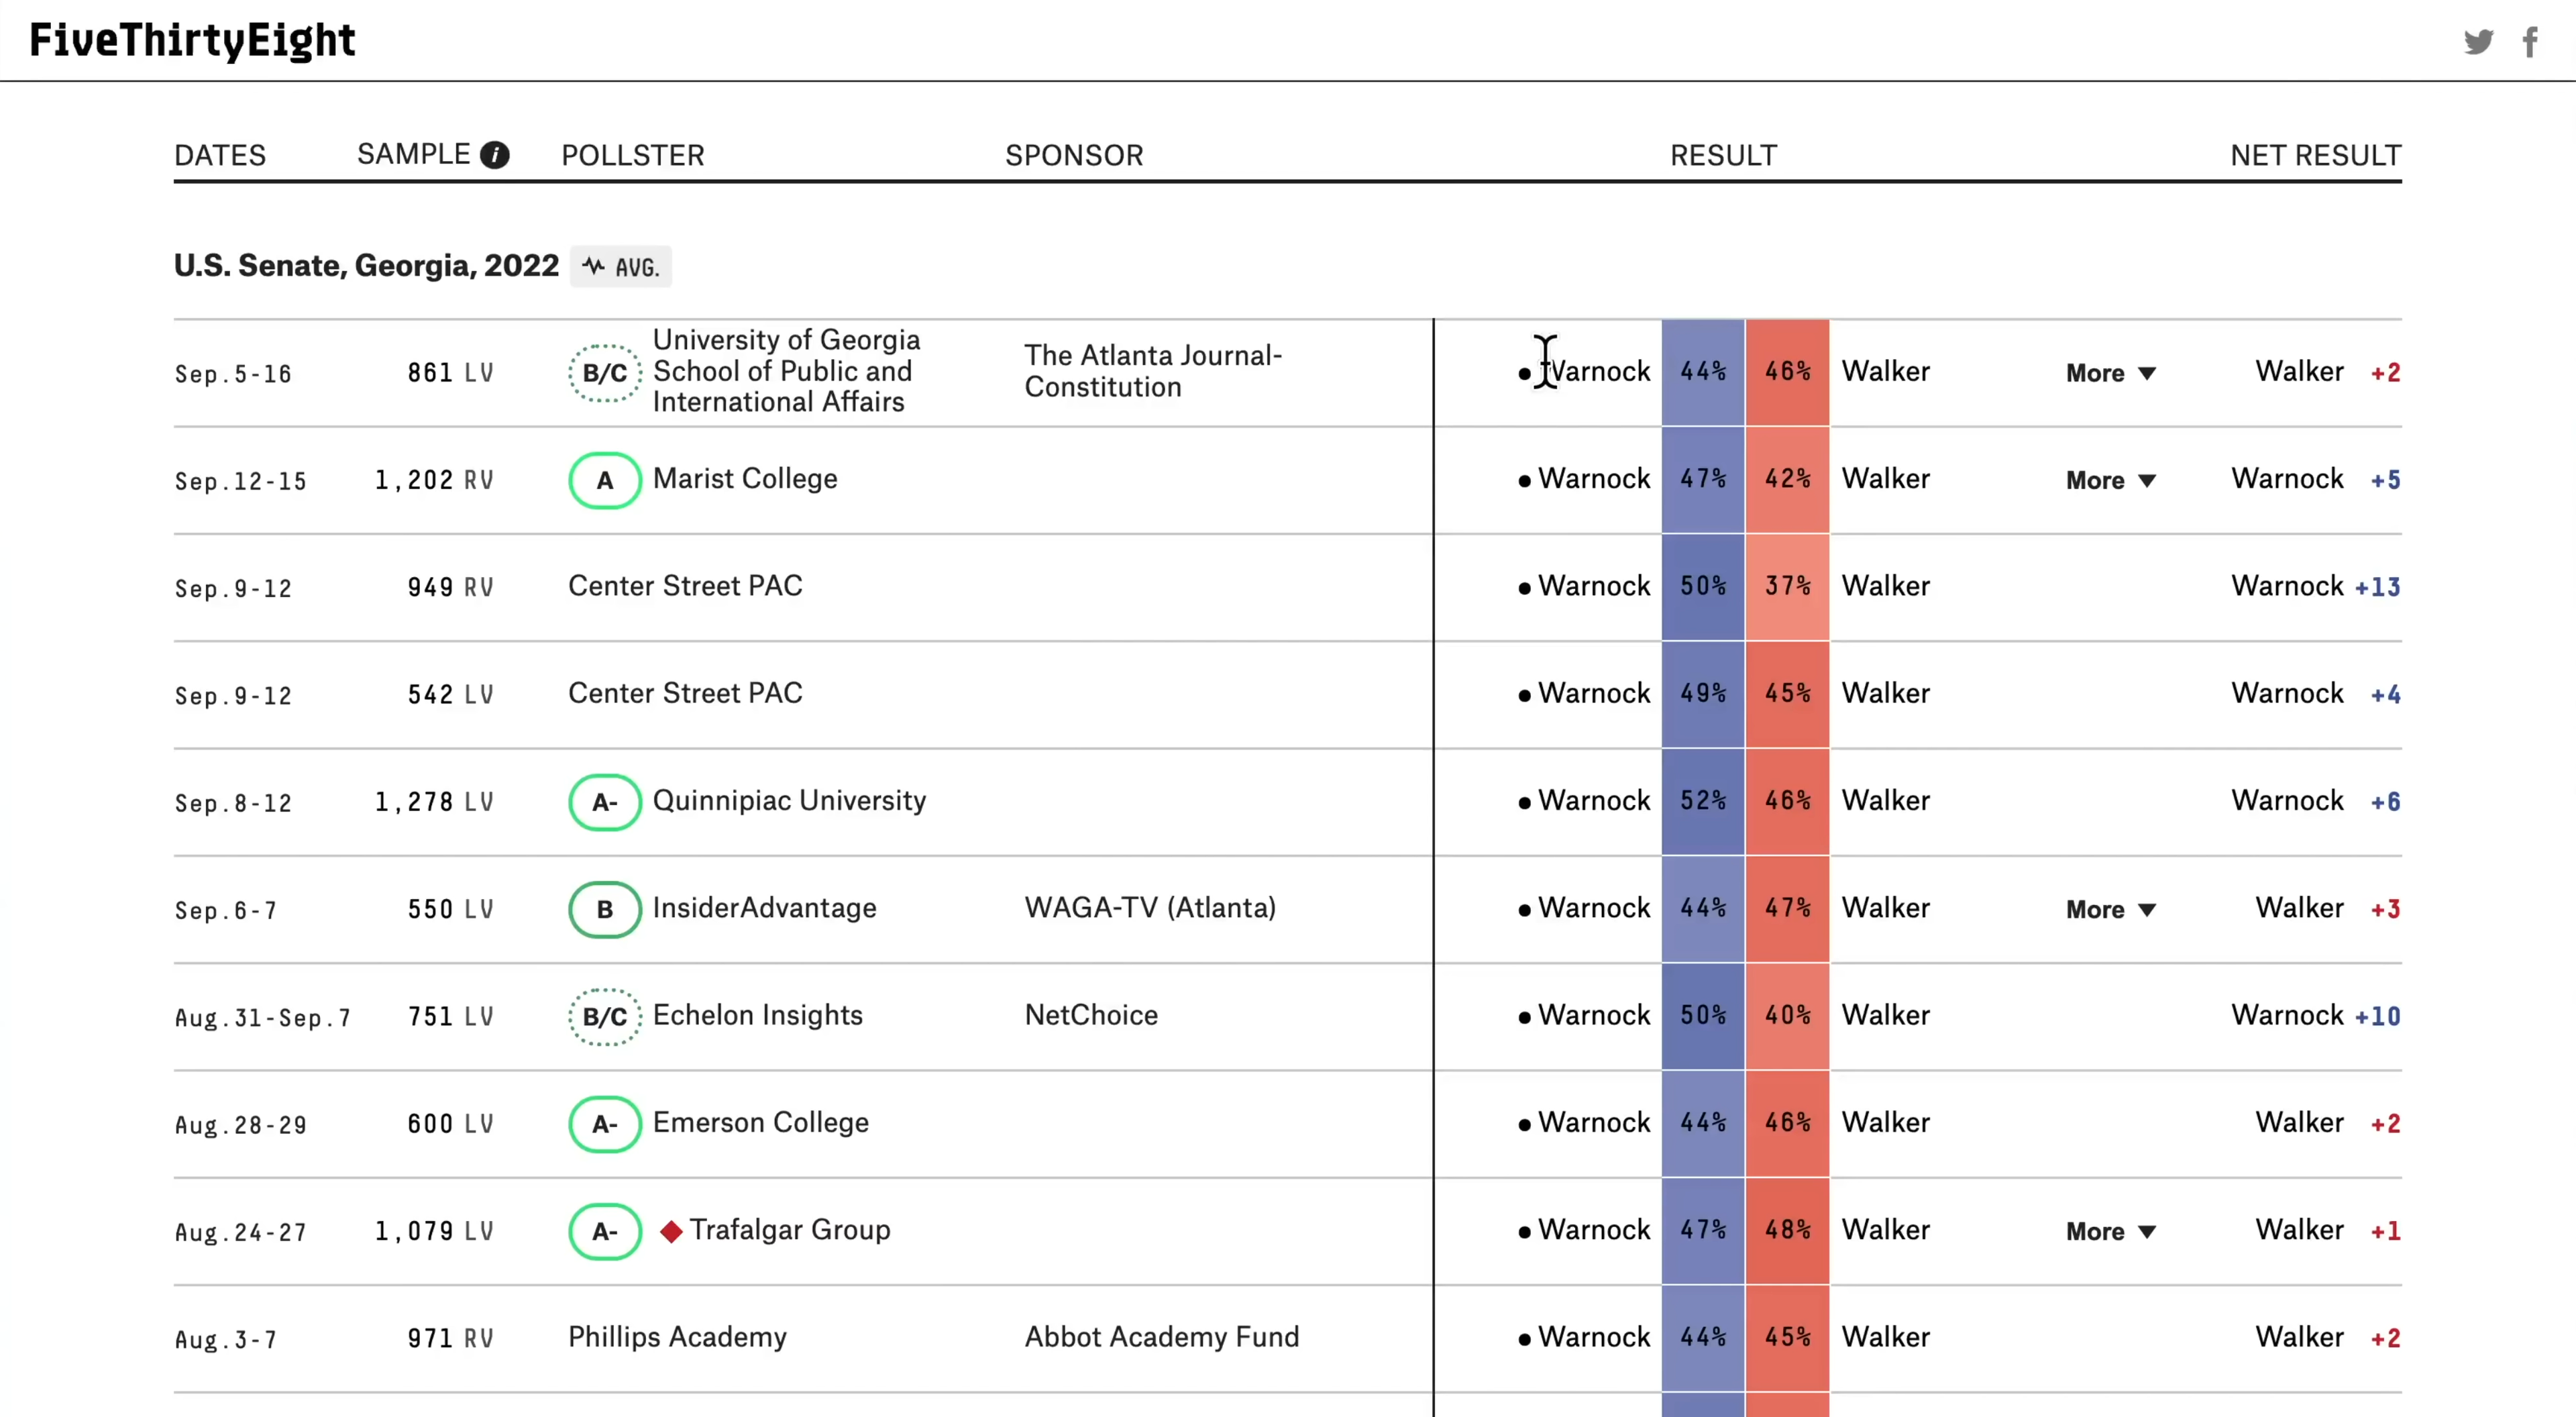 FiveThirtyEight
DATES SAMPLE i POLLSTER SPONSOR RESULT NET RESULT
U.S. Senate, Georgia, 2022 AVG.
Sep.5-16 861 LV B/C University of Georgia School of Public and International Affairs The Atlanta Journal-Constitution • Warnock 44% 46% Walker More ▼ Walker +2
Sep.12-15 1,202 RV A Marist College • Warnock 47% 42% Walker More ▼ Warnock +5
Sep.9-12 949 RV Center Street PAC • Warnock 50% 37% Walker Warnock +13
Sep.9-12 542 LV Center Street PAC • Warnock 49% 45% Walker Warnock +4
Sep.8-12 1,278 LV A- Quinnipiac University • Warnock 52% 46% Walker Warnock +6
Sep.6-7 550 LV B InsiderAdvantage WAGA-TV (Atlanta) • Warnock 44% 47% Walker More ▼ Walker +3
Aug.31-Sep.7 751 LV B/C Echelon Insights NetChoice • Warnock 50% 40% Walker Warnock +10
Aug.28-29 600 LV A- Emerson College • Warnock 44% 46% Walker Walker +2
Aug.24-27 1,079 LV A- ◆ Trafalgar Group • Warnock 47% 48% Walker More ▼ Walker +1
Aug.3-7 971 RV Phillips Academy Abbot Academy Fund • Warnock 44% 45% Walker Walker +2